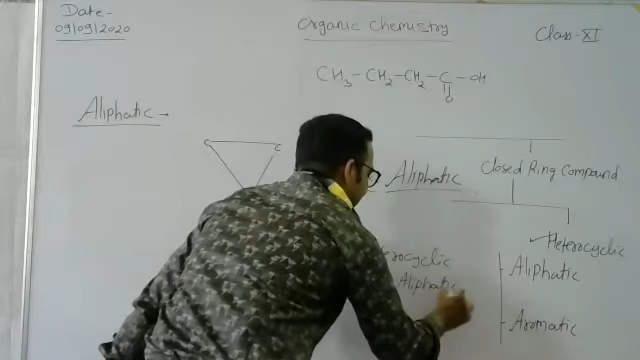 Date-
09/09/2020
Organic Chemistry
Class-XI
CH3-CH2-CH2-C-OH
O
Aliphatic-
C C
Aliphatic
Closed Ring Compound
Heterocyclic
Aliphatic
Aliphatic
Aromatic